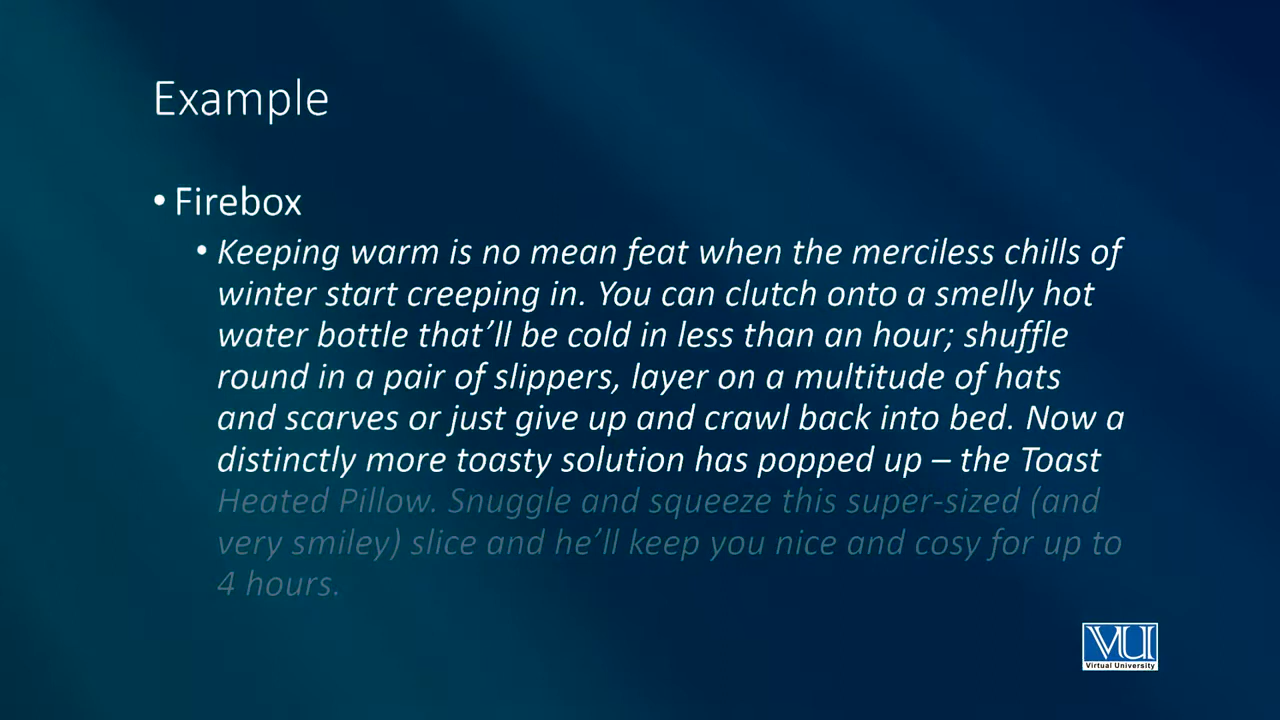 Example
• Firebox
• Keeping warm is no mean feat when the merciless chills of
winter start creeping in. You can clutch onto a smelly hot
water bottle that’ll be cold in less than an hour; shuffle
round in a pair of slippers, layer on a multitude of hats
and scarves or just give up and crawl back into bed. Now a
distinctly more toasty solution has popped up – the Toast
Heated Pillow. Snuggle and squeeze this super-sized (and
very smiley) slice and he’ll keep you nice and cosy for up to
4 hours.
VU
Virtual University